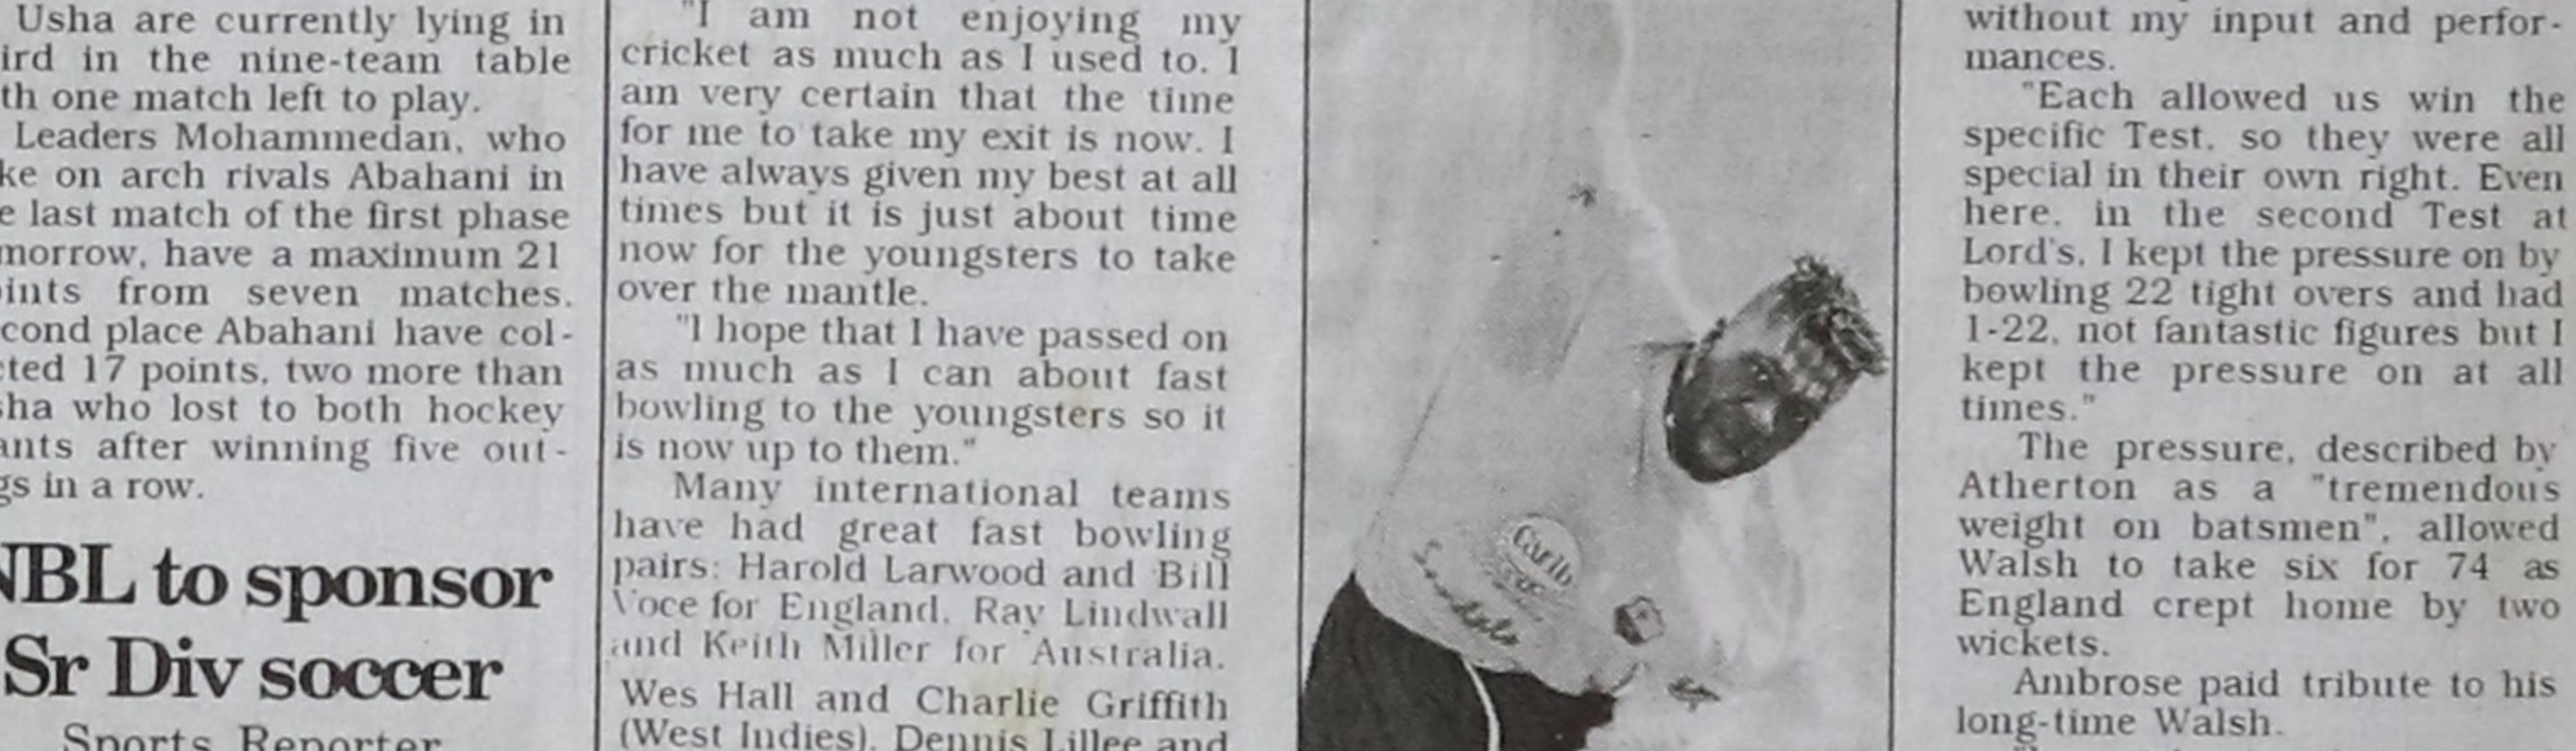 Usha are currently lying in
ird in the nine-team table
th one match left to play.
Leaders Mohammedan, who
ke on arch rivals Abahani in
e last match of the first phase
morrow, have a maximum 21
ints from seven matches.
cond place Abahani have col-
ted 17 points, two more than
sha who lost to both hockey
ants after winning five out-
gs in a row.
NBL to sponsor
Sr Div soccer
Sports Reporter
"I am not enjoying my
cricket as much as I used to. I
am very certain that the time
for me to take my exit is now. I
have always given my best at all
times but it is just about time
now for the youngsters to take
over the mantle.
"I hope that I have passed on
as much as I can about fast
bowling to the youngsters so it
is now up to them."
Many international teams
have had great fast bowling
pairs: Harold Larwood and Bill
Voce for England, Ray Lindwall
and Keith Miller for Australia.
Wes Hall and Charlie Griffith
(West Indies), Dennis Lillee and
Carib
without my input and perfor-
mances.
"Each allowed us win the
specific Test, so they were all
special in their own right. Even
here, in the second Test at
Lord's, I kept the pressure on by
bowling 22 tight overs and had
1-22, not fantastic figures but I
kept the pressure on at all
times."
The pressure, described by
Atherton as a "tremendous
weight on batsmen", allowed
Walsh to take six for 74 as
England crept home by two
wickets.
Ambrose paid tribute to his
long-time Walsh.